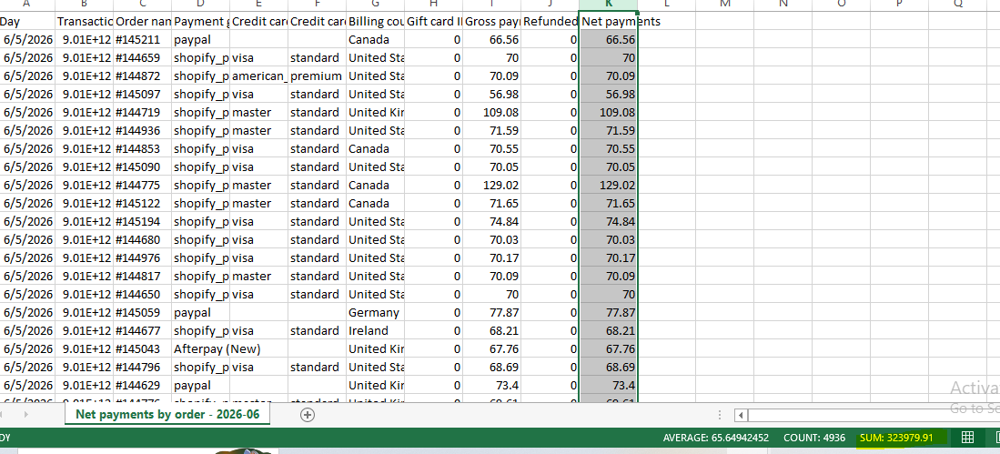 A B C D E F G H I J K L M N O P Q
Day Transactio Order nam Payment g Credit car Credit car Billing cou Gift card II Gross payr Refunded Net payments
6/5/2026 9.01E+12 #145211 paypal Canada 0 66.56 0 66.56
6/5/2026 9.01E+12 #144659 shopify_p visa standard United Sta 0 70 0 70
6/5/2026 9.01E+12 #144872 shopify_p american_ premium United Sta 0 70.09 0 70.09
6/5/2026 9.01E+12 #145097 shopify_p visa standard United Sta 0 56.98 0 56.98
6/5/2026 9.01E+12 #144719 shopify_p master standard United Kir 0 109.08 0 109.08
6/5/2026 9.01E+12 #144936 shopify_p master standard United Sta 0 71.59 0 71.59
6/5/2026 9.01E+12 #144853 shopify_p visa standard Canada 0 70.55 0 70.55
6/5/2026 9.01E+12 #145090 shopify_p visa standard United Sta 0 70.05 0 70.05
6/5/2026 9.01E+12 #144775 shopify_p master standard Canada 0 129.02 0 129.02
6/5/2026 9.01E+12 #145122 shopify_p master standard Canada 0 71.65 0 71.65
6/5/2026 9.01E+12 #145194 shopify_p visa standard United Sta 0 74.84 0 74.84
6/5/2026 9.01E+12 #144680 shopify_p visa standard United Sta 0 70.03 0 70.03
6/5/2026 9.01E+12 #144976 shopify_p visa standard United Sta 0 70.17 0 70.17
6/5/2026 9.01E+12 #144817 shopify_p master standard United Sta 0 70.09 0 70.09
6/5/2026 9.01E+12 #144650 shopify_p visa standard United Sta 0 70 0 70
6/5/2026 9.01E+12 #145059 paypal Germany 0 77.87 0 77.87
6/5/2026 9.01E+12 #144677 shopify_p visa standard Ireland 0 68.21 0 68.21
6/5/2026 9.01E+12 #145043 Afterpay (New) United Kir 0 67.76 0 67.76
6/5/2026 9.01E+12 #144796 shopify_p visa standard United Sta 0 68.69 0 68.69
6/5/2026 9.01E+12 #144629 paypal United Kir 0 73.4 0 73.4
Activa
Go to Se
Net payments by order - 2026-06
DY AVERAGE: 65.64942452 COUNT: 4936 SUM: 323979.91